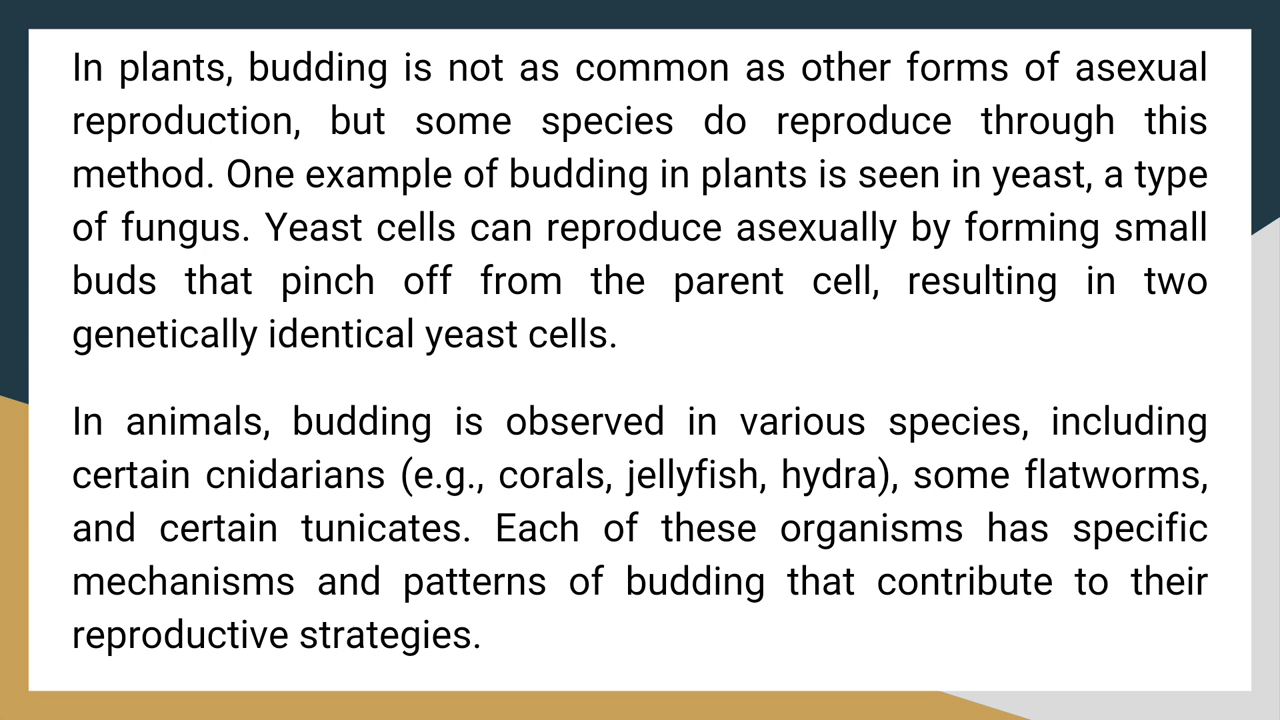 In plants, budding is not as common as other forms of asexual
reproduction, but some species do reproduce through this
method. One example of budding in plants is seen in yeast, a type
of fungus. Yeast cells can reproduce asexually by forming small
buds that pinch off from the parent cell, resulting in two
genetically identical yeast cells.
In animals, budding is observed in various species, including
certain cnidarians (e.g., corals, jellyfish, hydra), some flatworms,
and certain tunicates. Each of these organisms has specific
mechanisms and patterns of budding that contribute to their
reproductive strategies.